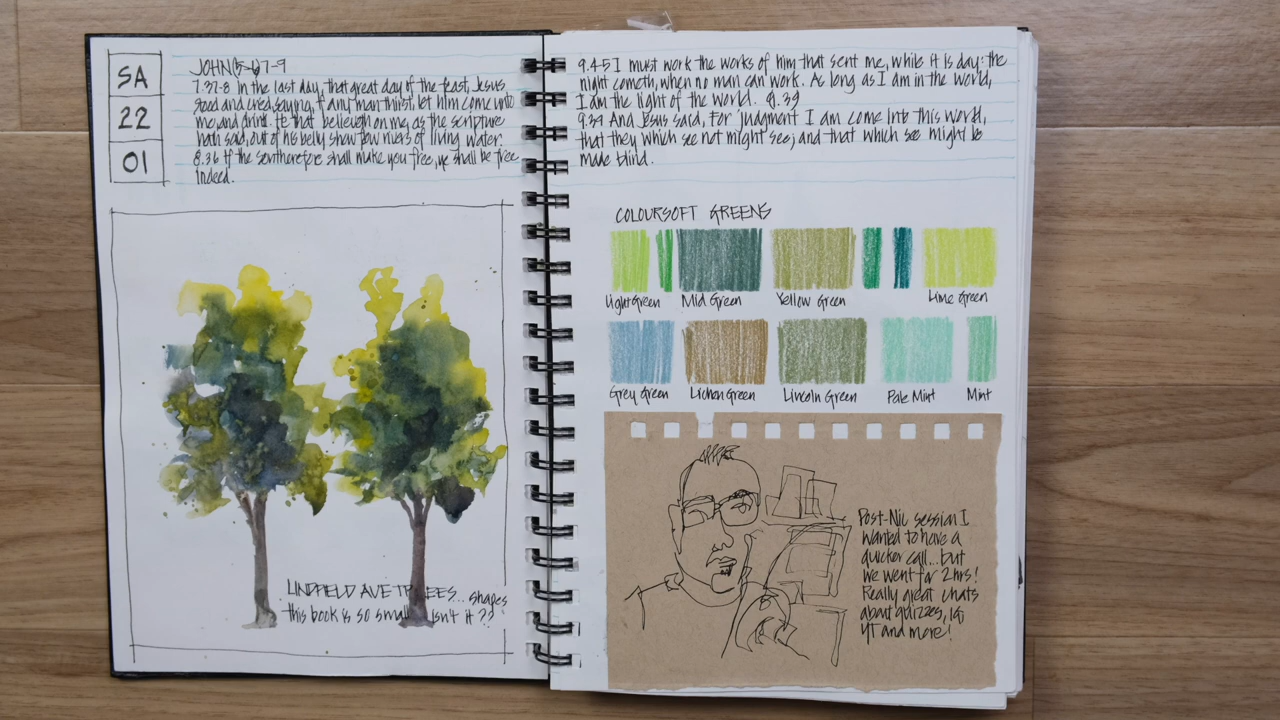 SA
22
01
JOHN (5-6) 7-9
7.37-8 In the last day, that great day of the feast, Jesus
stood and cried, saying, If any man thirst, let him come unto
me, and drink. He that believeth on me, as the scripture
hath said, out of his belly shall flow rivers of living water.
8.36 If the son therefore shall make you free, ye shall be free
indeed.
LINDFIELD AVE TREES... shapes
this book is so small isn't it??
9.4-5 I must work the works of him that sent me, while it is day: the
night cometh, when no man can work. As long as I am in the world,
I am the light of the world. 9.39
9.39 And Jesus said, For judgment I am come into this world,
that they which see not might see; and that which see might be
made blind.
COLOURSOFT GREENS
Light Green
Mid Green
Yellow Green
Lime Green
Grey Green
Lichen Green
Lincoln Green
Pale Mint
Mint
Post-Nic session I
wanted to have a
quicker call... but
we went for 2hrs!
Really great chats
about quizzes, IG
YT and more!